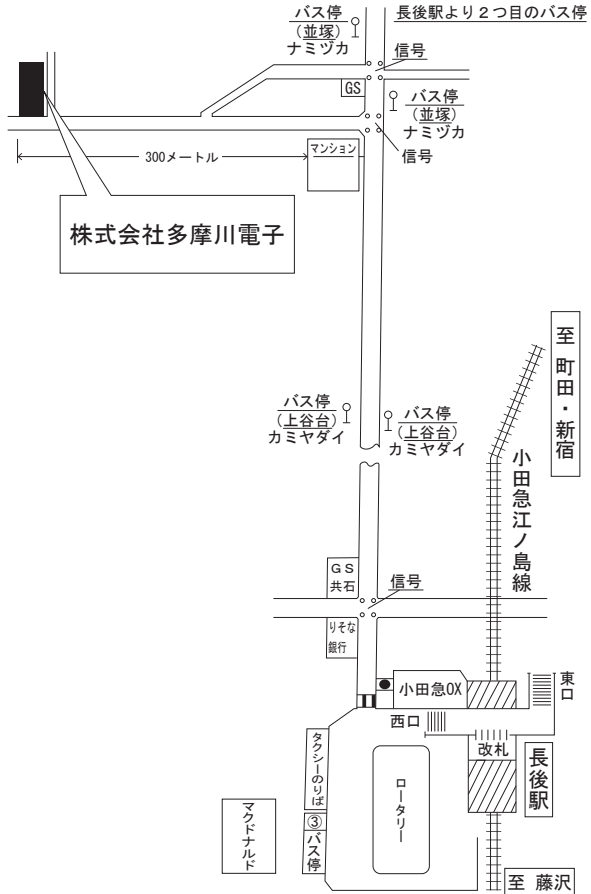 バス停
(並塚)
ナミヅカ
長後駅より2つ目のバス停
信号
GS
バス停
(並塚)
ナミヅカ
信号
マンション
300メートル
株式会社多摩川電子
至 町田・新宿
小田急江ノ島線
バス停
(上谷台)
カミヤダイ
バス停
(上谷台)
カミヤダイ
GS
共石
信号
りそな
銀行
小田急OX
東口
西口
改札
長後駅
タクシーのりば
③バス停
ロータリー
マクドナルド
至 藤沢